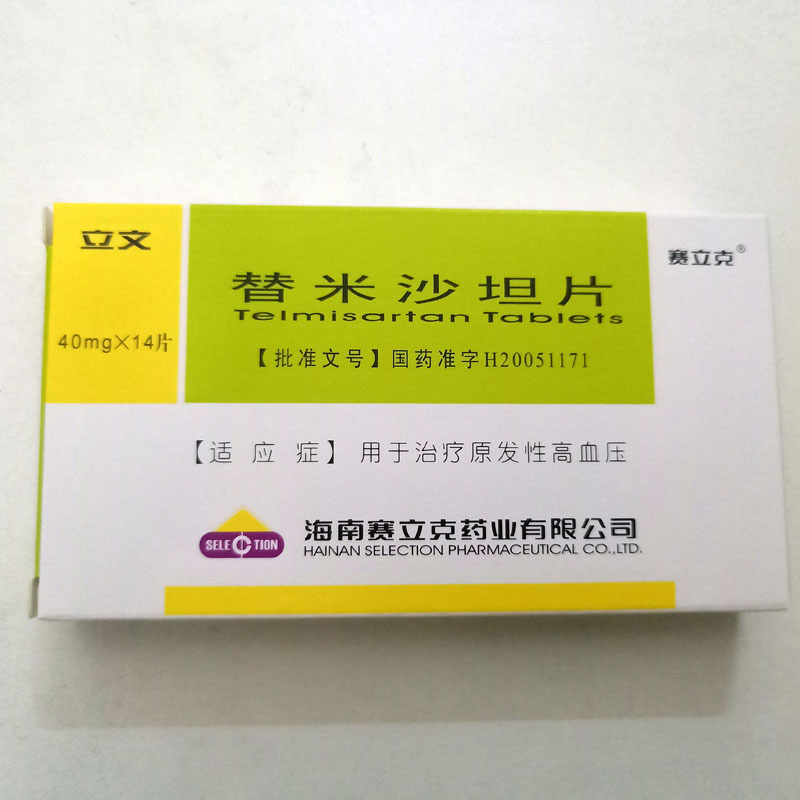 立文
40mg×14片
替米沙坦片
Telmisartan Tablets
【批准文号】国药准字H20051171
赛立克®
【适 应 症】 用于治疗原发性高血压
SELECTION
海南赛立克药业有限公司
HAINAN SELECTION PHARMACEUTICAL CO.,LTD.